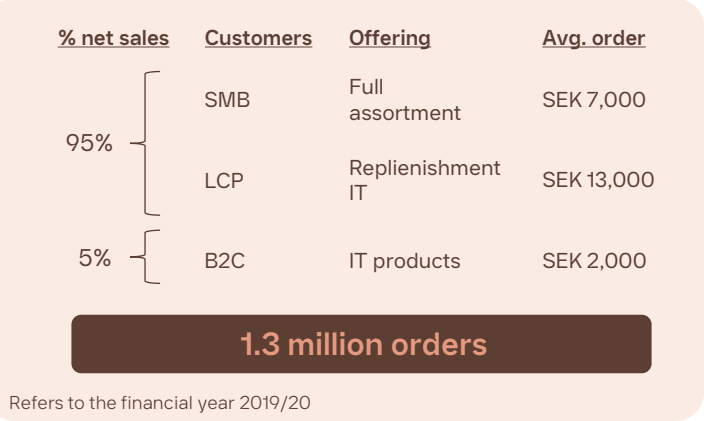 % net sales Customers Offering Avg. order
SMB Full assortment SEK 7,000
95%
LCP Replienishment IT SEK 13,000
5% B2C IT products SEK 2,000
1.3 million orders
Refers to the financial year 2019/20